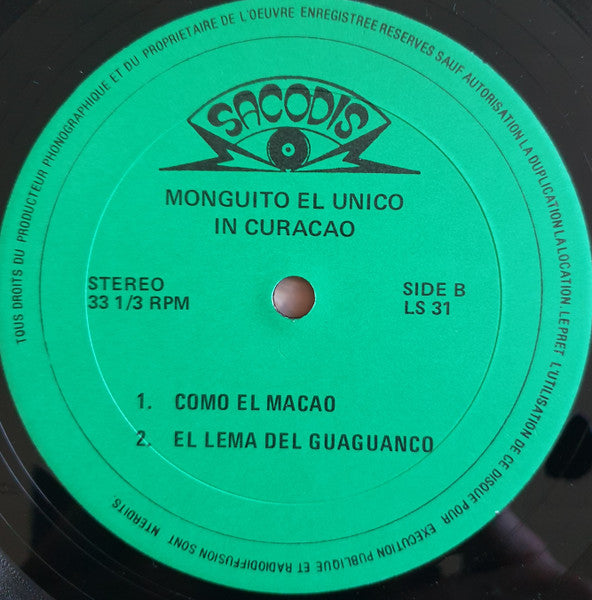 TOUS DROITS DU PRODUCTEUR PHONOGRAPHIQUE ET DU PROPRIETAIRE DE L'OEUVRE ENREGISTREE RESERVES SAUF AUTORISATION LA DUPLICATION LA LOCATION LE PRET L'UTILISATION DE CE DISQUE POUR EXECUTION PUBLIQUE ET RADIODIFFUSION SONT NTERDITS
SACODIS
MONGUITO EL UNICO
IN CURACAO
STEREO
33 1/3 RPM
SIDE B
LS 31
1. COMO EL MACAO
2. EL LEMA DEL GUAGUANCO